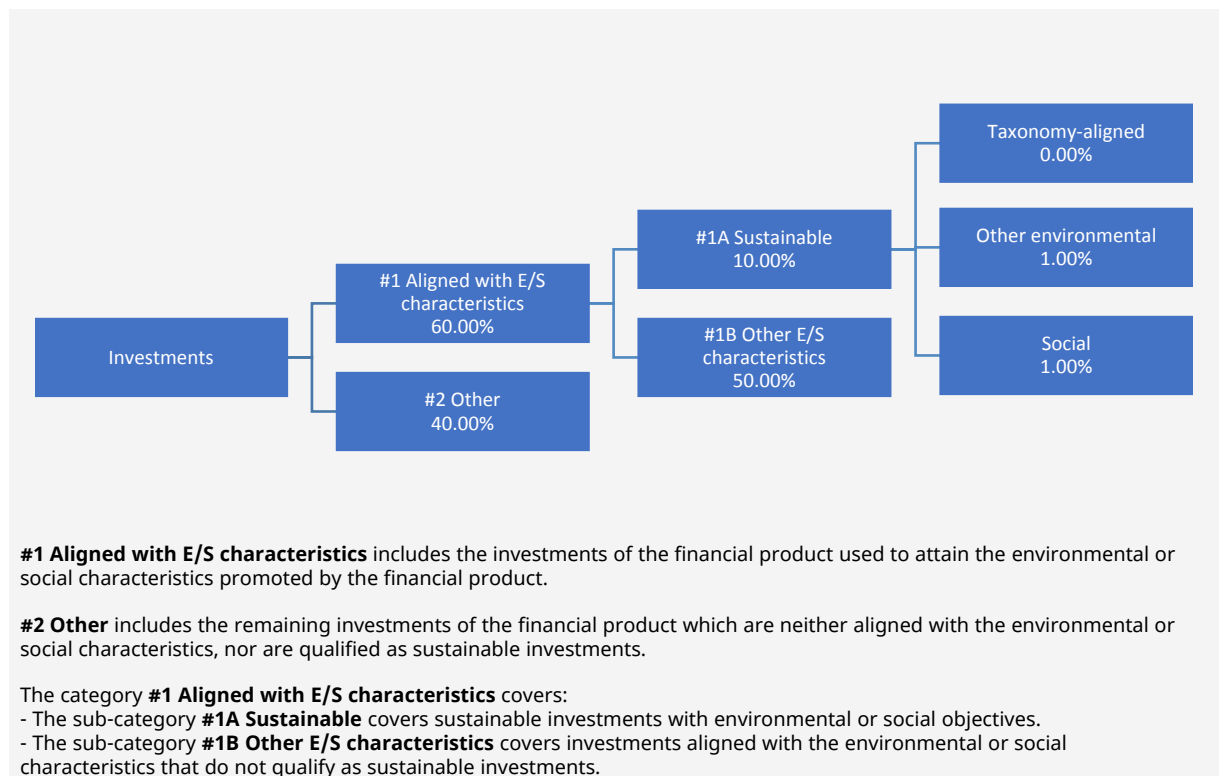 Investments
#1 Aligned with E/S
characteristics
60.00%
#2 Other
40.00%
#1A Sustainable
10.00%
#1B Other E/S
characteristics
50.00%
Taxonomy-aligned
0.00%
Other environmental
1.00%
Social
1.00%
#1 Aligned with E/S characteristics includes the investments of the financial product used to attain the environmental or
social characteristics promoted by the financial product.
#2 Other includes the remaining investments of the financial product which are neither aligned with the environmental or
social characteristics, nor are qualified as sustainable investments.
The category #1 Aligned with E/S characteristics covers:
- The sub-category #1A Sustainable covers sustainable investments with environmental or social objectives.
- The sub-category #1B Other E/S characteristics covers investments aligned with the environmental or social
characteristics that do not qualify as sustainable investments.